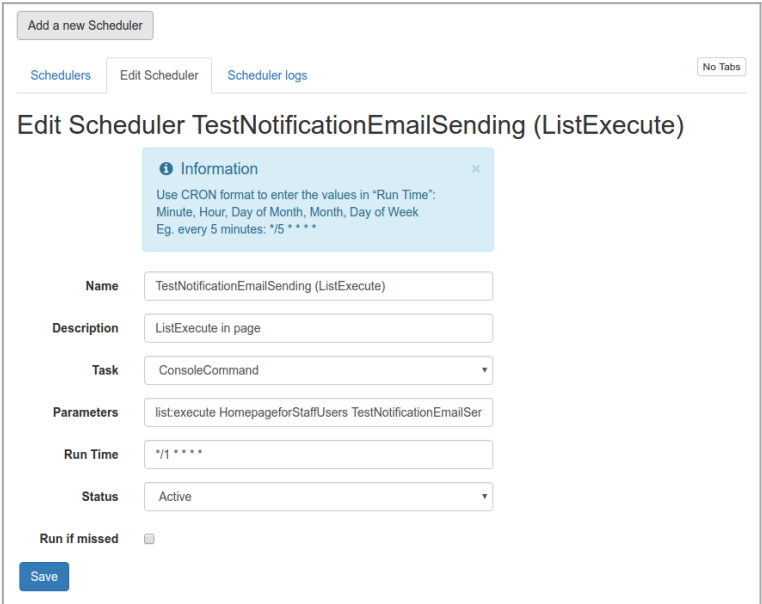 Add a new Scheduler
Schedulers
Edit Scheduler
Scheduler logs
No Tabs
Edit Scheduler TestNotificationEmailSending (ListExecute)
Information
×
Use CRON format to enter the values in “Run Time”:
Minute, Hour, Day of Month, Month, Day of Week
Eg. every 5 minutes: */5 * * * *
Name
TestNotificationEmailSending (ListExecute)
Description
ListExecute in page
Task
ConsoleCommand
Parameters
list:execute HomepageforStaffUsers TestNotificationEmailSer
Run Time
*/1 * * * *
Status
Active
Run if missed
Save